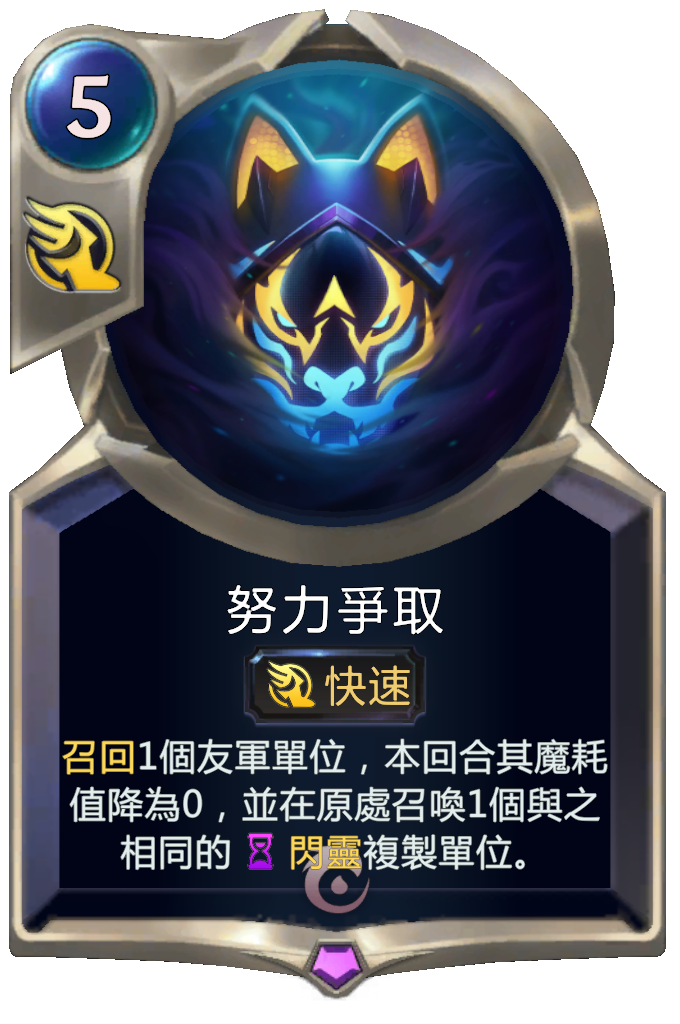 5
努力爭取
快速
召回1個友軍單位，本回合其魔耗
值降為0，並在原處召喚1個與之
相同的 閃靈複製單位。